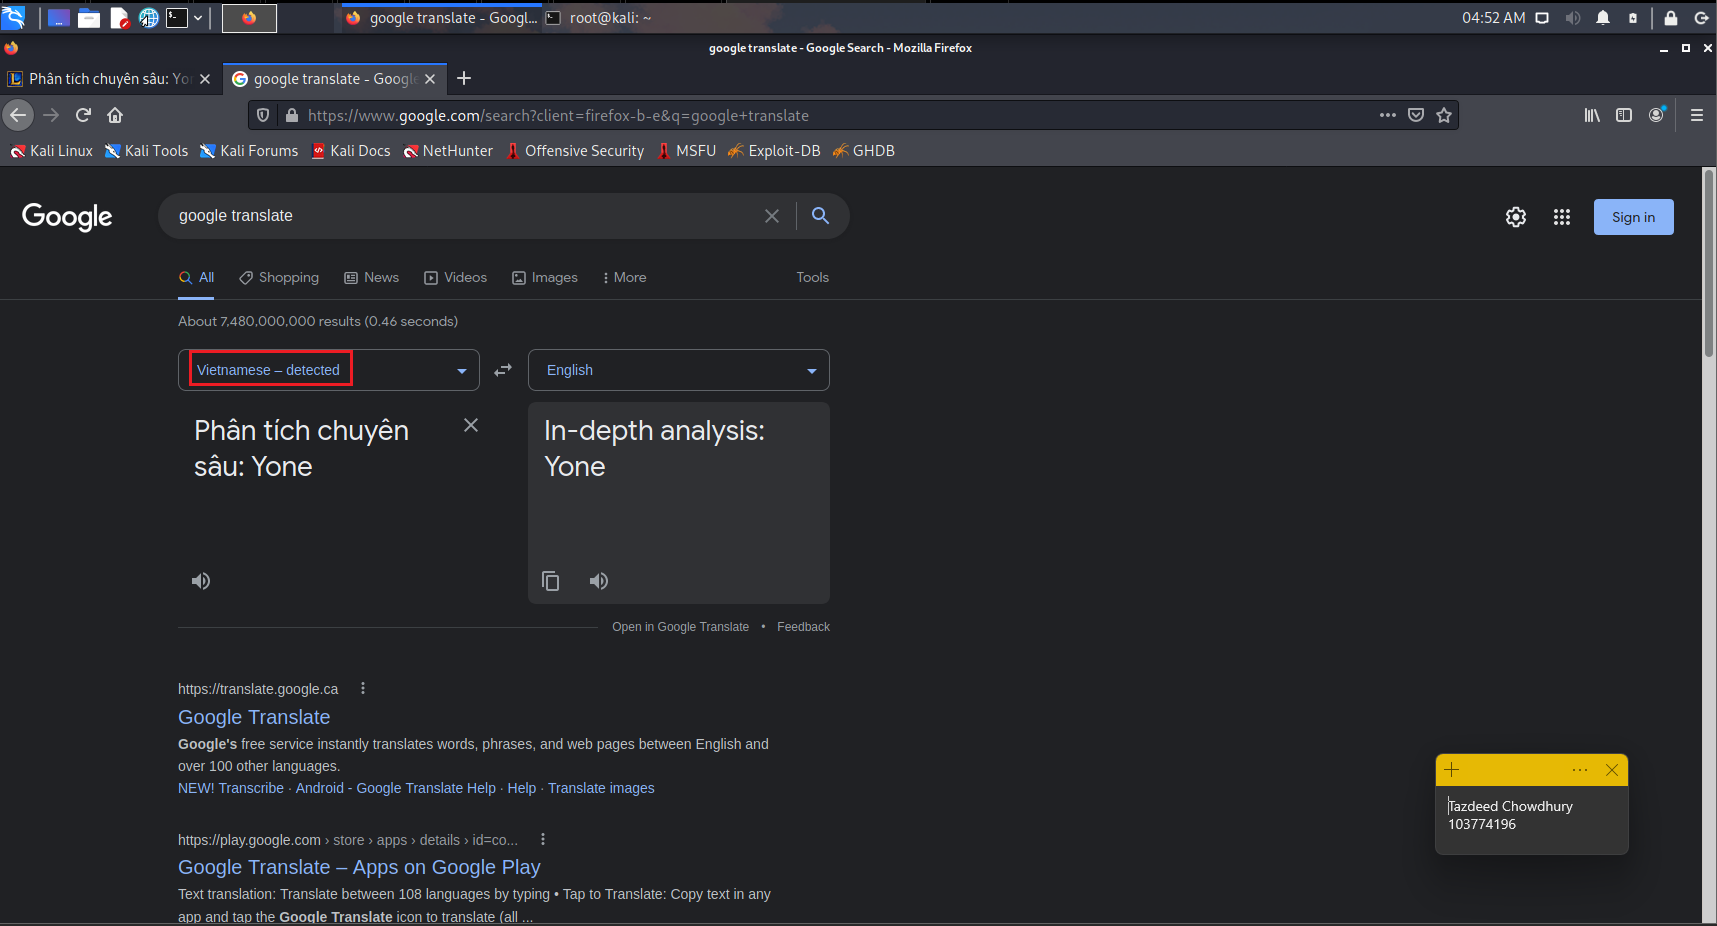 google translate - Googl...
root@kali: ~
04:52 AM
google translate - Google Search - Mozilla Firefox
Phân tích chuyên sâu: Yo
google translate - Google
https://www.google.com/search?client=firefox-b-e&q=google+translate
Kali Linux
Kali Tools
Kali Forums
Kali Docs
NetHunter
Offensive Security
MSFU
Exploit-DB
GHDB
Google
google translate
Sign in
All
Shopping
News
Videos
Images
More
Tools
About 7,480,000,000 results (0.46 seconds)
Vietnamese – detected
English
Phân tích chuyên
sâu: Yone
In-depth analysis:
Yone
Open in Google Translate • Feedback
https://translate.google.ca
Google Translate
Google's free service instantly translates words, phrases, and web pages between English and
over 100 other languages.
NEW! Transcribe · Android - Google Translate Help · Help · Translate images
https://play.google.com › store › apps › details › id=co...
Google Translate – Apps on Google Play
Text translation: Translate between 108 languages by typing • Tap to Translate: Copy text in any
app and tap the Google Translate icon to translate (all ...
Tazdeed Chowdhury
103774196